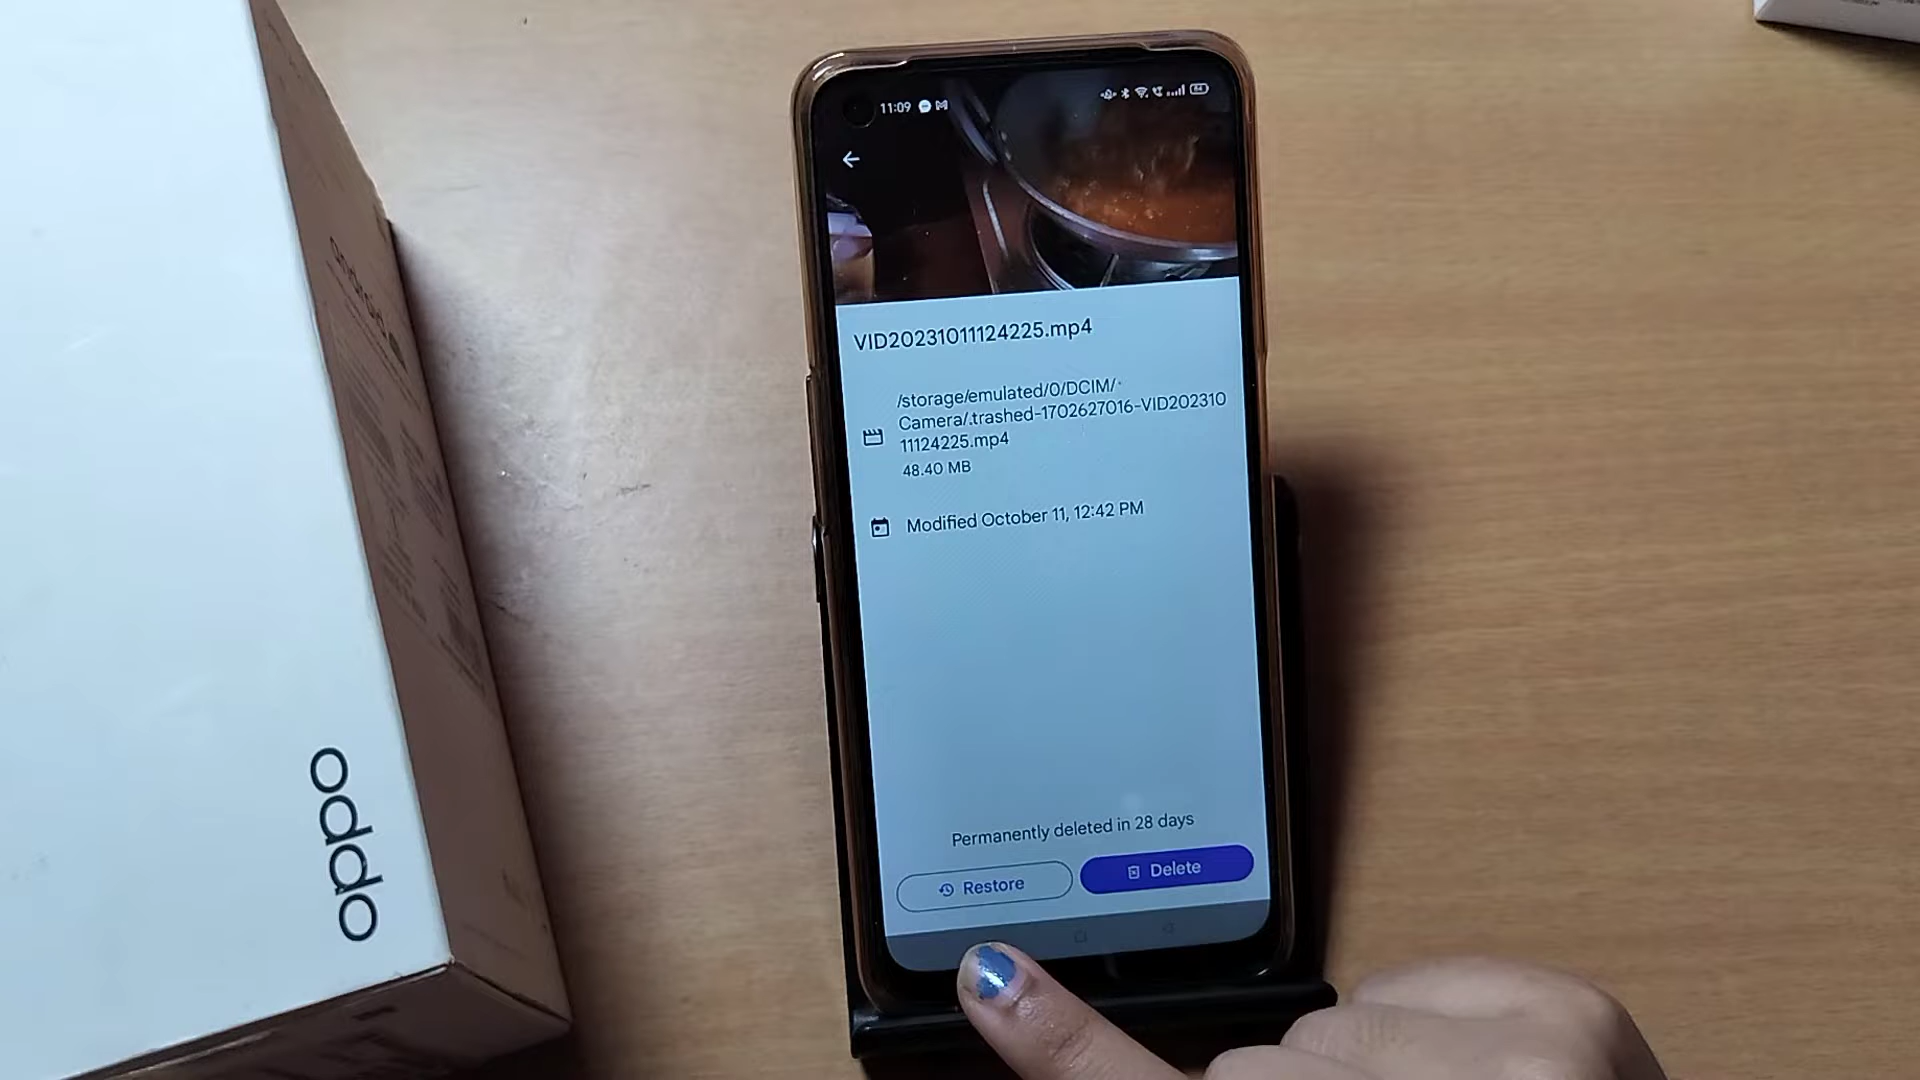 11:09
64
VID20231011124225.mp4
/storage/emulated/0/DCIM/
Camera/.trashed-1702627016-VID202310
11124225.mp4
48.40 MB
Modified October 11, 12:42 PM
Permanently deleted in 28 days
Restore
Delete
oppo